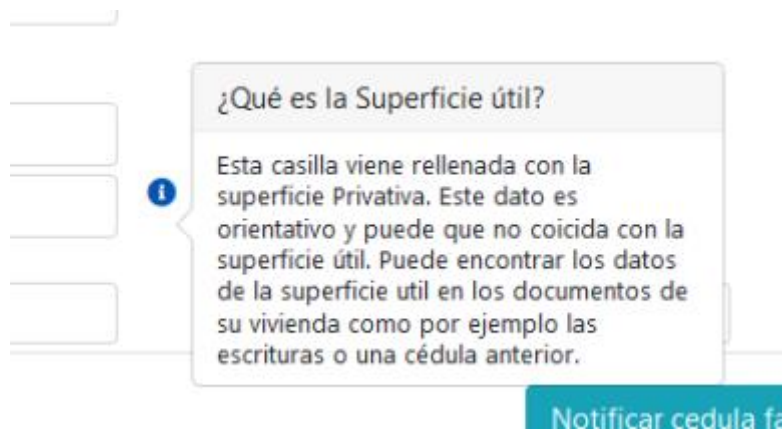 ¿Qué es la Superficie útil?
Esta casilla viene rellenada con la
superficie Privativa. Este dato es
orientativo y puede que no coicida con la
superficie útil. Puede encontrar los datos
de la superficie util en los documentos de
su vivienda como por ejemplo las
escrituras o una cédula anterior.
Notificar cedula